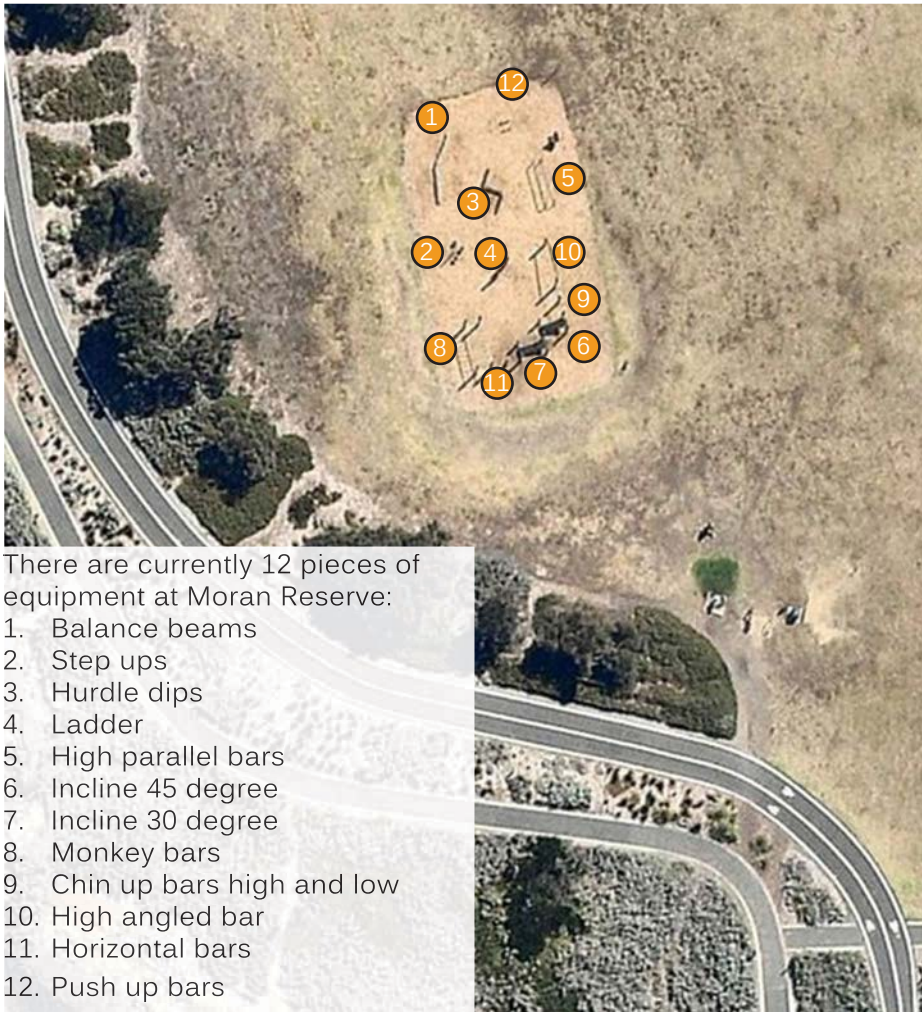 12
1
5
3
2
4
10
9
8
6
7
11
There are currently 12 pieces of
equipment at Moran Reserve:
1. Balance beams
2. Step ups
3. Hurdle dips
4. Ladder
5. High parallel bars
6. Incline 45 degree
7. Incline 30 degree
8. Monkey bars
9. Chin up bars high and low
10. High angled bar
11. Horizontal bars
12. Push up bars